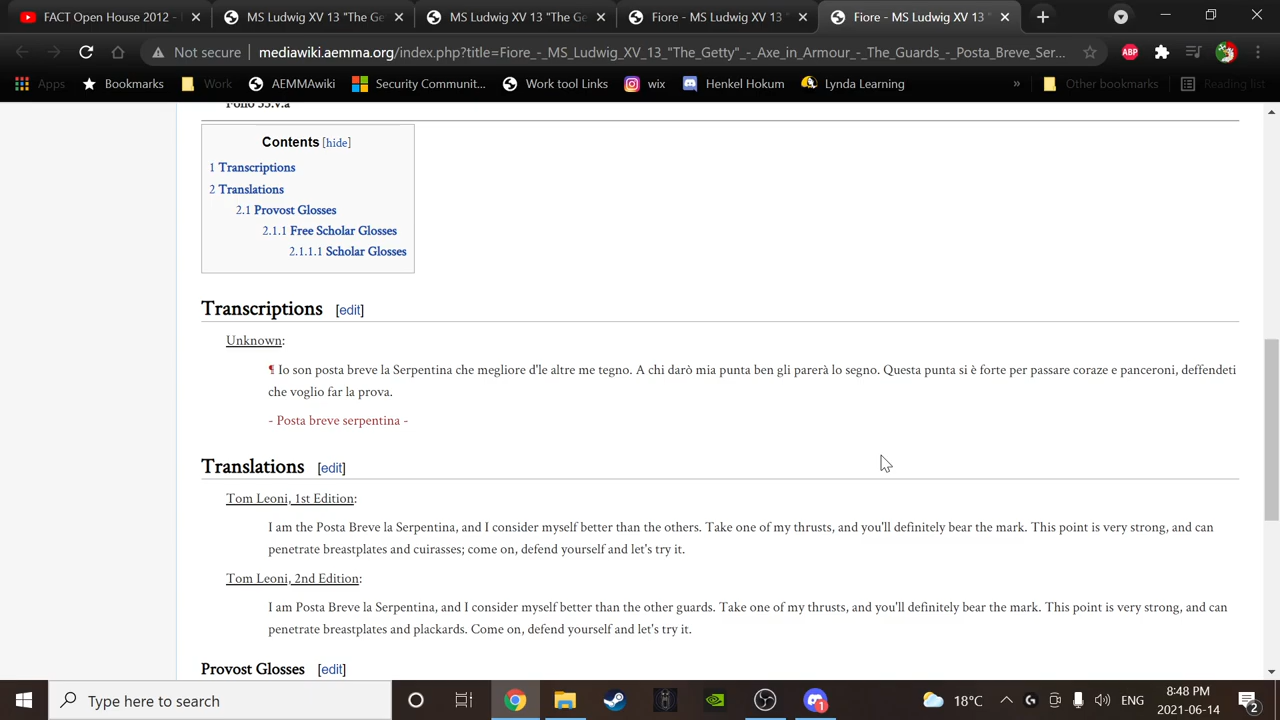 FACT Open House 2012 -
MS Ludwig XV 13 "The Ge
MS Ludwig XV 13 "The Ge
Fiore - MS Ludwig XV 13 "
Fiore - MS Ludwig XV 13 "
Not secure
mediawiki.aemma.org/index.php?title=Fiore_-_MS_Ludwig_XV_13_"The_Getty"_-_Axe_in_Armour_-_The_Guards_-_Posta_Breve_Ser...
ABP
Apps
Bookmarks
Work
AEMMAwiki
Security Communit...
Work tool Links
wix
Henkel Hokum
Lynda Learning
»
Other bookmarks
Reading list
Folio 35.v.a
Contents [hide]
1 Transcriptions
2 Translations
2.1 Provost Glosses
2.1.1 Free Scholar Glosses
2.1.1.1 Scholar Glosses
Transcriptions [edit]
Unknown:
¶ Io son posta breve la Serpentina che megliore d'le altre me tegno. A chi darò mia punta ben gli parerà lo segno. Questa punta si è forte per passare coraze e panceroni, deffendeti
che voglio far la prova.
- Posta breve serpentina -
Translations [edit]
Tom Leoni, 1st Edition:
I am the Posta Breve la Serpentina, and I consider myself better than the others. Take one of my thrusts, and you'll definitely bear the mark. This point is very strong, and can
penetrate breastplates and cuirasses; come on, defend yourself and let's try it.
Tom Leoni, 2nd Edition:
I am Posta Breve la Serpentina, and I consider myself better than the other guards. Take one of my thrusts, and you'll definitely bear the mark. This point is very strong, and can
penetrate breastplates and plackards. Come on, defend yourself and let's try it.
Provost Glosses [edit]
Type here to search
1
18°C
ENG
8:48 PM
2021-06-14
2